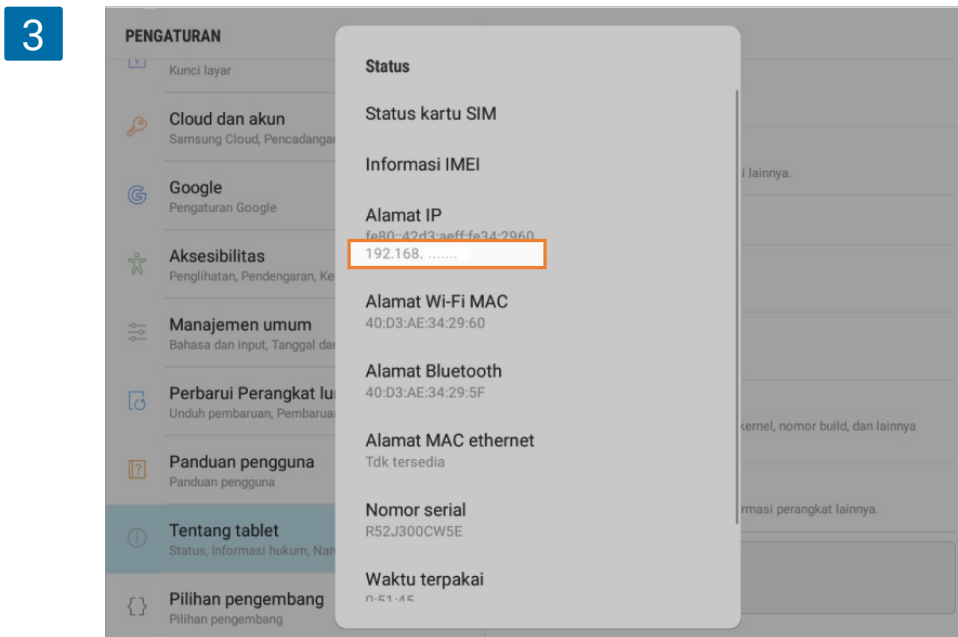 3
PENGATURAN
Kunci layar
Cloud dan akun
Samsung Cloud, Pencadangan
Google
Pengaturan Google
Aksesibilitas
Penglihatan, Pendengaran, Ke
Manajemen umum
Bahasa dan input, Tanggal dan
Perbarui Perangkat lu
Unduh pembaruan, Pembarua
Panduan pengguna
Panduan pengguna
Tentang tablet
Status, Informasi hukum, Nam
Pilihan pengembang
Pilihan pengembang
Status
Status kartu SIM
Informasi IMEI
Alamat IP
fe80::42d3:aeff:fe34:2960
192.168. .......
Alamat Wi-Fi MAC
40:D3:AE:34:29:60
Alamat Bluetooth
40:D3:AE:34:29:5F
Alamat MAC ethernet
Tdk tersedia
Nomor serial
R52J300CW5E
Waktu terpakai
0:51:45
i lainnya.
kernel, nomor build, dan lainnya
rmasi perangkat lainnya.